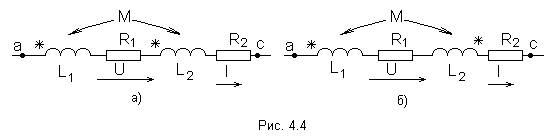 M M
a * R1 * R2 c a * R1 * R2 c
L1 U L2 I L1 U L2 I
а) б)
Рис. 4.4